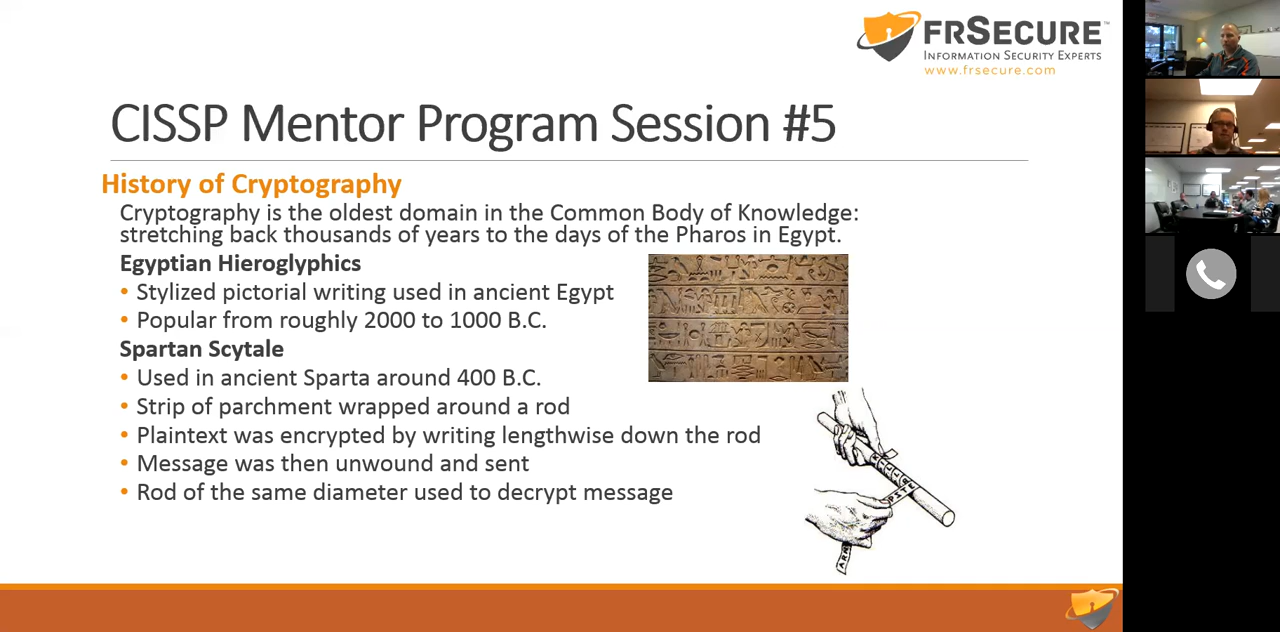 FRSECURE™
INFORMATION SECURITY EXPERTS
www.frsecure.com
CISSP Mentor Program Session #5
History of Cryptography
Cryptography is the oldest domain in the Common Body of Knowledge:
stretching back thousands of years to the days of the Pharos in Egypt.
Egyptian Hieroglyphics
• Stylized pictorial writing used in ancient Egypt
• Popular from roughly 2000 to 1000 B.C.
Spartan Scytale
• Used in ancient Sparta around 400 B.C.
• Strip of parchment wrapped around a rod
• Plaintext was encrypted by writing lengthwise down the rod
• Message was then unwound and sent
• Rod of the same diameter used to decrypt message